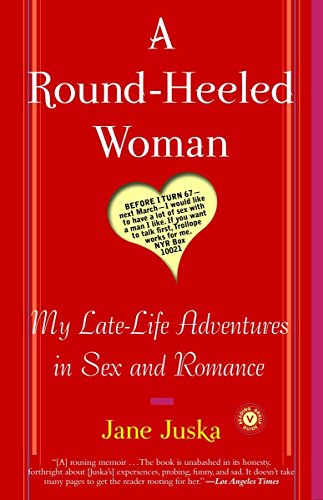 A
Round-Heeled
Woman
BEFORE I TURN 67—
next March—I would like
to have a lot of sex with
a man I like. If you want
to talk first, Trollope
works for me.
NYR Box
10021
My Late-Life Adventures
in Sex and Romance
Jane Juska
READING GROUP GUIDE
V
"[A] rousing memoir . . . The book is unabashed in its honesty,
forthright about [Juska's] experiences, probing, funny, and sad. It doesn't take
many pages to get the reader rooting for her." —Los Angeles Times